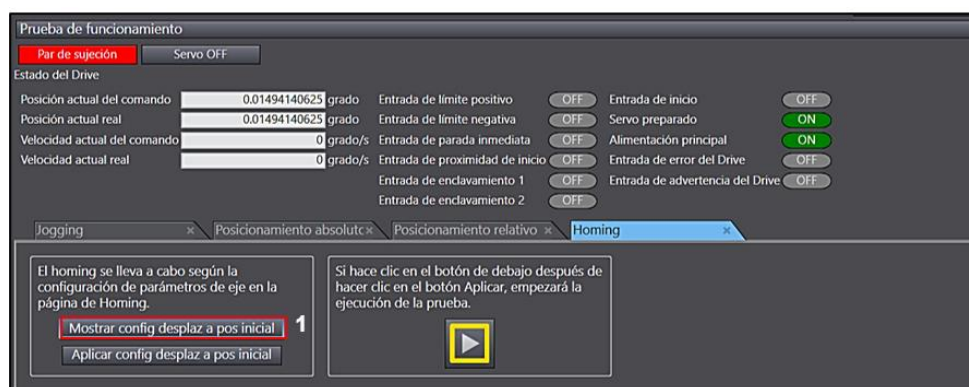 Prueba de funcionamiento
Par de sujeción Servo OFF
Estado del Drive
Posición actual del comando 0.01494140625 grado Entrada de límite positivo OFF Entrada de inicio OFF
Posición actual real 0.01494140625 grado Entrada de límite negativa OFF Servo preparado ON
Velocidad actual del comando 0 grado/s Entrada de parada inmediata OFF Alimentación principal ON
Velocidad actual real 0 grado/s Entrada de proximidad de inicio OFF Entrada de error del Drive OFF
Entrada de enclavamiento 1 OFF Entrada de advertencia del Drive OFF
Entrada de enclavamiento 2 OFF
Jogging × Posicionamiento absolutc× Posicionamiento relativo × Homing ×
El homing se lleva a cabo según la
configuración de parámetros de eje en la
página de Homing.
Mostrar config desplaz a pos inicial 1
Aplicar config desplaz a pos inicial
Si hace clic en el botón de debajo después de
hacer clic en el botón Aplicar, empezará la
ejecución de la prueba.